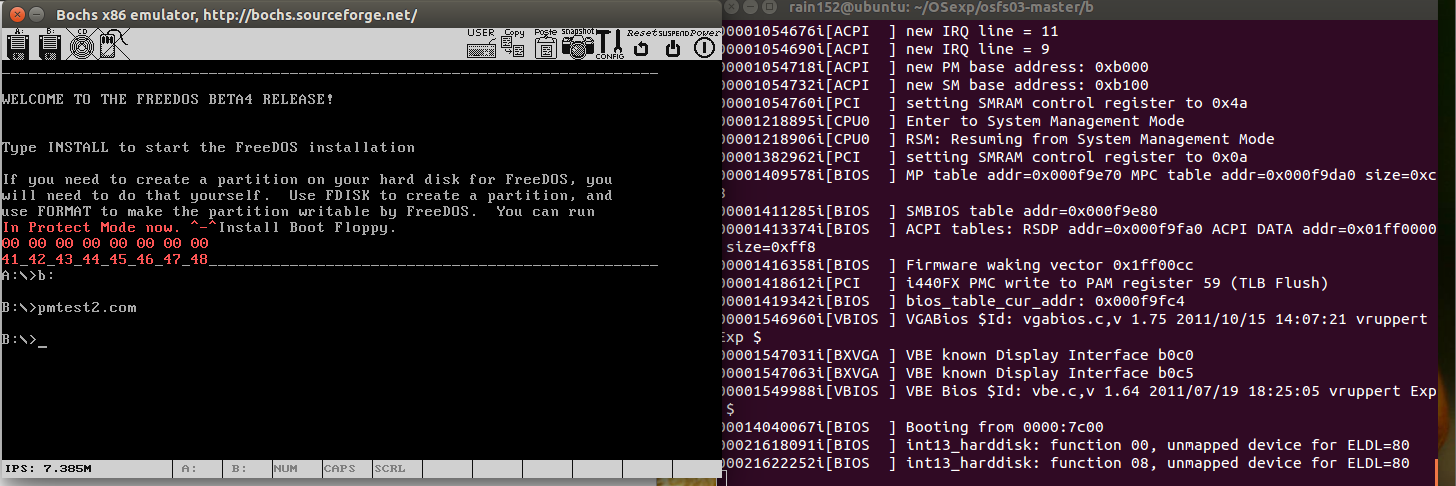 Bochs x86 emulator, http://bochs.sourceforge.net/
A: B: CD USER Copy Paste snapshot CONFIG Reset SUSPEND Power
WELCOME TO THE FREEDOS BETA4 RELEASE!
Type INSTALL to start the FreeDOS installation
If you need to create a partition on your hard disk for FreeDOS, you
will need to do that yourself.  Use FDISK to create a partition, and
use FORMAT to make the partition writable by FreeDOS.  You can run
In Protect Mode now. ^-^Install Boot Floppy.
00 00 00 00 00 00 00 00
41_42_43_44_45_46_47_48
A:\>b:
B:\>pmtest2.com
B:\>_
IPS: 7.385M A: B: NUM CAPS SCRL
rain152@ubuntu: ~/OSexp/osfs03-master/b
00001054676i[ACPI  ] new IRQ line = 11
00001054690i[ACPI  ] new IRQ line = 9
00001054718i[ACPI  ] new PM base address: 0xb000
00001054732i[ACPI  ] new SM base address: 0xb100
00001054760i[PCI   ] setting SMRAM control register to 0x4a
00001218895i[CPU0  ] Enter to System Management Mode
00001218906i[CPU0  ] RSM: Resuming from System Management Mode
00001382962i[PCI   ] setting SMRAM control register to 0x0a
00001409578i[BIOS  ] MP table addr=0x000f9e70 MPC table addr=0x000f9da0 size=0xc
8
00001411285i[BIOS  ] SMBIOS table addr=0x000f9e80
00001413374i[BIOS  ] ACPI tables: RSDP addr=0x000f9fa0 ACPI DATA addr=0x01ff0000
size=0xff8
00001416358i[BIOS  ] Firmware waking vector 0x1ff00cc
00001418612i[PCI   ] i440FX PMC write to PAM register 59 (TLB Flush)
00001419342i[BIOS  ] bios_table_cur_addr: 0x000f9fc4
00001546960i[VBIOS ] VGABios $Id: vgabios.c,v 1.75 2011/10/15 14:07:21 vruppert
Exp $
00001547031i[BXVGA ] VBE known Display Interface b0c0
00001547063i[BXVGA ] VBE known Display Interface b0c5
00001549988i[VBIOS ] VBE Bios $Id: vbe.c,v 1.64 2011/07/19 18:25:05 vruppert Exp
$
00014040067i[BIOS  ] Booting from 0000:7c00
00021618091i[BIOS  ] int13_harddisk: function 00, unmapped device for ELDL=80
00021622252i[BIOS  ] int13_harddisk: function 08, unmapped device for ELDL=80